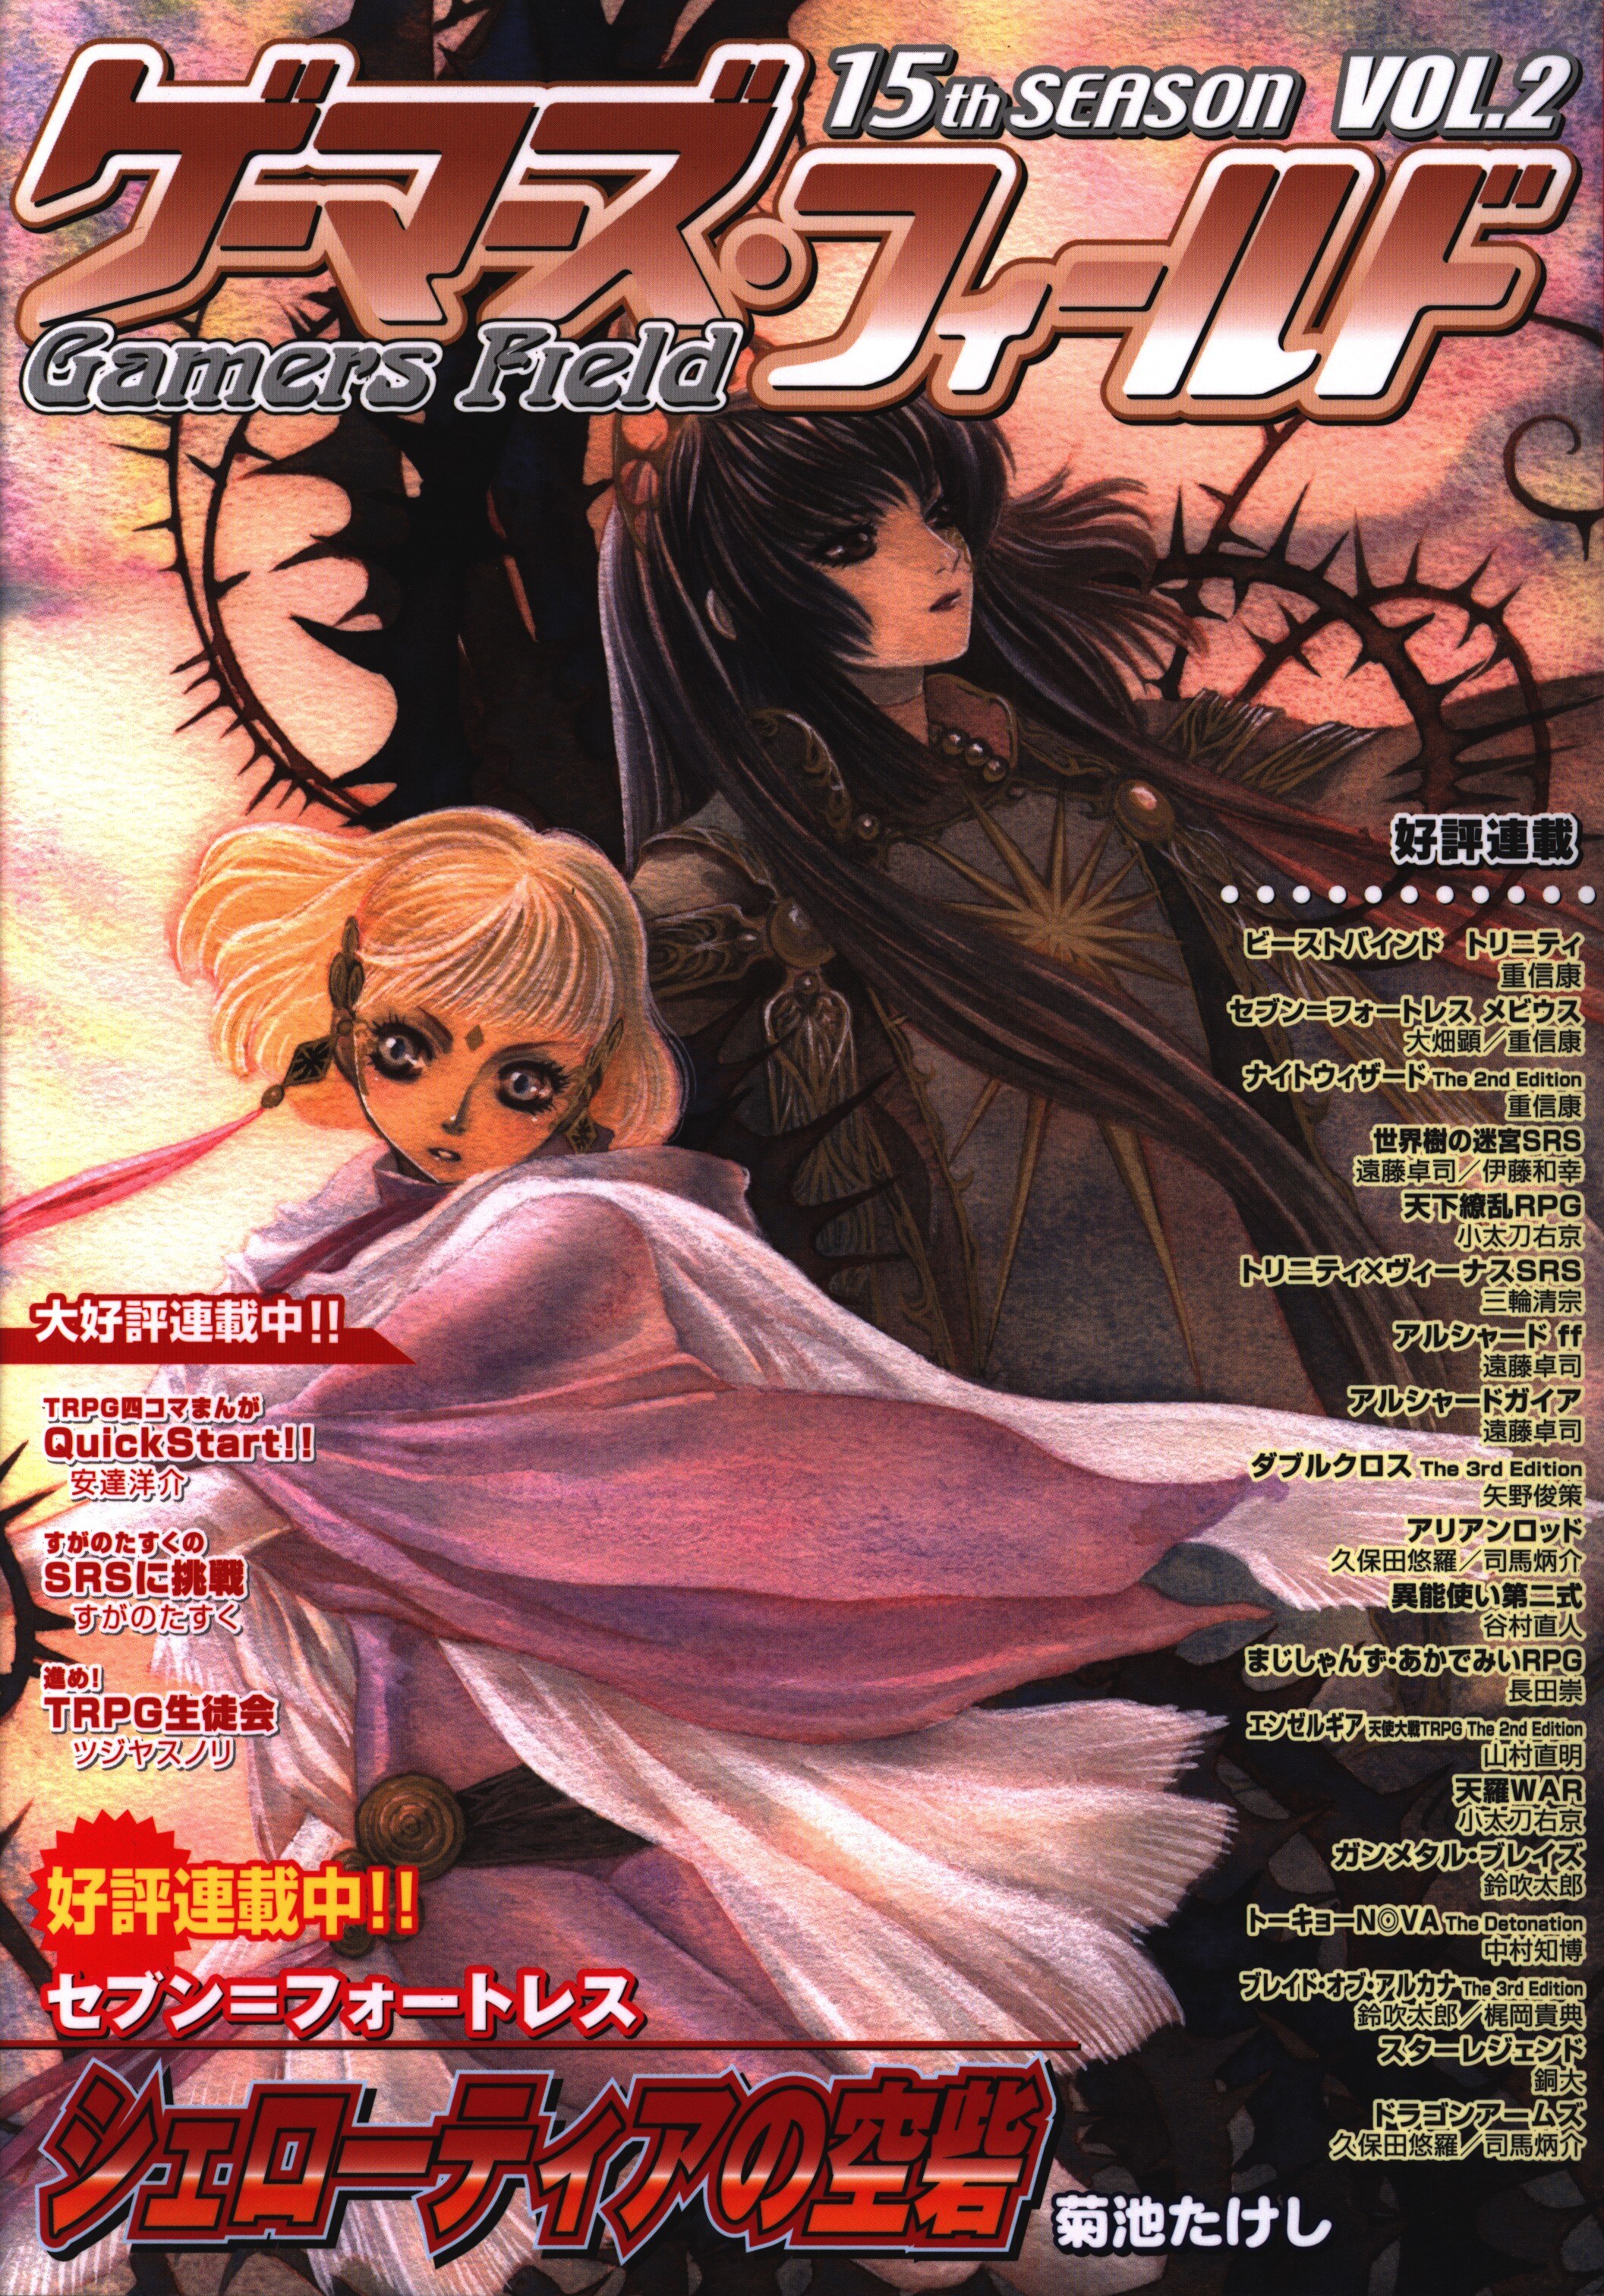 15th SEASON VOL.2
ゲーマーズ・フィールド
Gamers Field
好評連載
ビーストバインド トリニティ
重信康
セブン=フォートレス メビウス
大畑顕／重信康
ナイトウィザード The 2nd Edition
重信康
世界樹の迷宮SRS
遠藤卓司／伊藤和幸
天下繚乱RPG
小太刀右京
トリニティ×ヴィーナスSRS
三輪清宗
アルシャード ff
遠藤卓司
アルシャードガイア
遠藤卓司
ダブルクロス The 3rd Edition
矢野俊策
アリアンロッド
久保田悠羅／司馬炳介
異能使い第二式
谷村直人
まじしゃんず・あかでみいRPG
長田崇
エンゼルギア 天使大戦TRPG The 2nd Edition
山村直明
天羅WAR
小太刀右京
ガンメタル・ブレイズ
鈴吹太郎
トーキョーN◎VA The Detonation
中村知博
ブレイド・オブ・アルカナ The 3rd Edition
鈴吹太郎／梶岡貴典
スターレジェンド
銅大
ドラゴンアームズ
久保田悠羅／司馬炳介
大好評連載中!!
TRPG四コマまんが
QuickStart!!
安達洋介
すがのたすくの
SRSに挑戦
すがのたすく
進め!
TRPG生徒会
ツジヤスノリ
好評連載中!!
セブン=フォートレス
シェローティアの空砦
菊池たけし